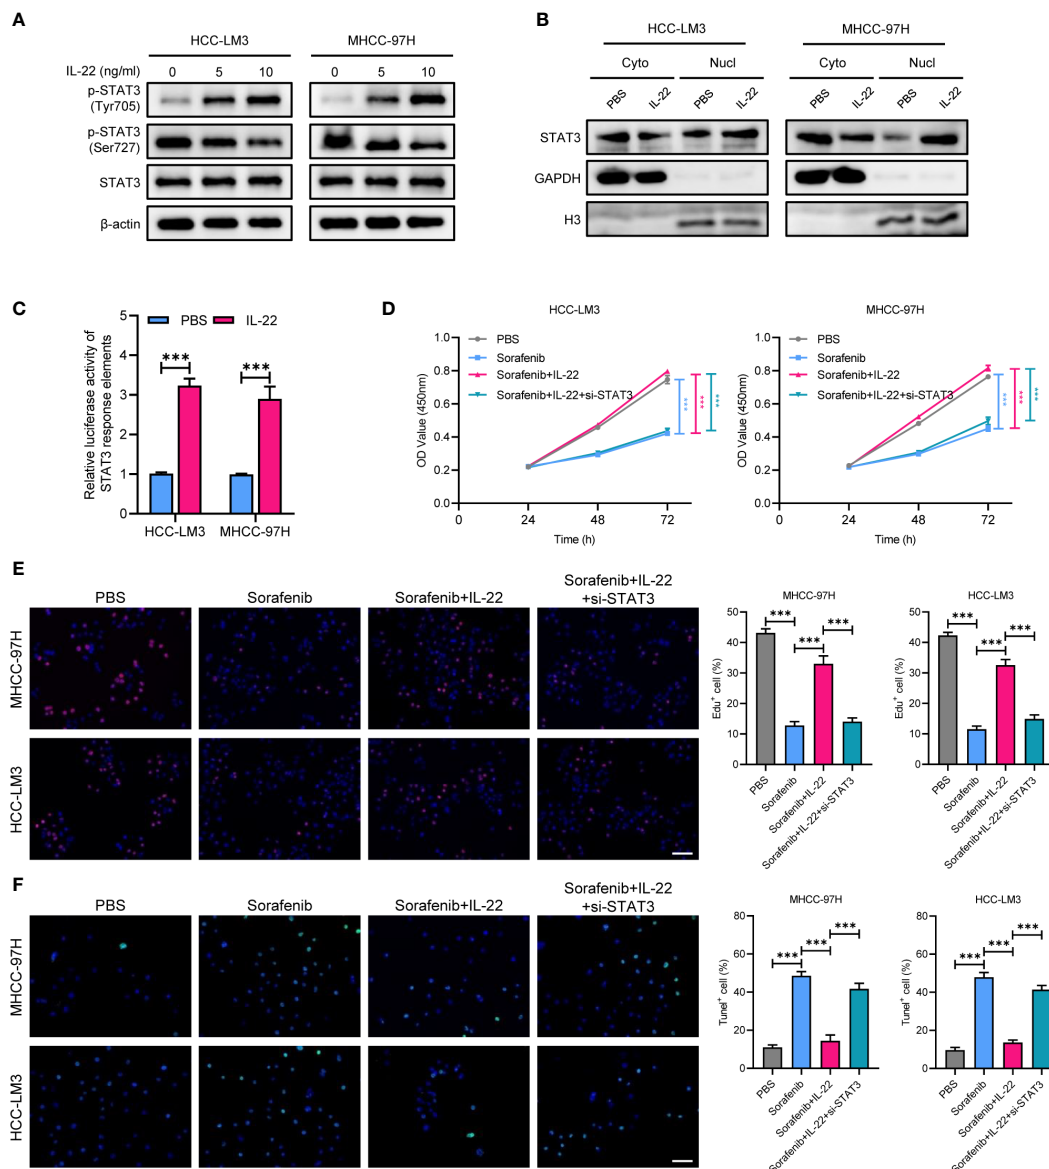 A
HCC-LM3 MHCC-97H
IL-22 (ng/ml) 0 5 10 0 5 10
p-STAT3
(Tyr705)
p-STAT3
(Ser727)
STAT3
β-actin
B
HCC-LM3 MHCC-97H
Cyto Nucl Cyto Nucl
PBS IL-22 PBS IL-22 PBS IL-22 PBS IL-22
STAT3
GAPDH
H3
C
Relative luciferase activity of
STAT3 response elements
PBS IL-22
5
4
3
2
1
0
*** ***
HCC-LM3 MHCC-97H
D
HCC-LM3
OD Value (450nm)
1.0
0.8
0.6
0.4
0.2
0.0
PBS
Sorafenib
Sorafenib+IL-22
Sorafenib+IL-22+si-STAT3
*** *** ***
0 24 48 72
Time (h)
MHCC-97H
OD Value (450nm)
1.0
0.8
0.6
0.4
0.2
0.0
PBS
Sorafenib
Sorafenib+IL-22
Sorafenib+IL-22+si-STAT3
*** *** ***
0 24 48 72
Time (h)
E
PBS Sorafenib Sorafenib+IL-22 Sorafenib+IL-22
+si-STAT3
MHCC-97H
HCC-LM3
MHCC-97H
Edu+ cell (%)
50
40
30
20
10
0
*** *** ***
PBS
Sorafenib
Sorafenib+IL-22
Sorafenib+IL-22+si-STAT3
HCC-LM3
Edu+ cell (%)
50
40
30
20
10
0
*** *** ***
PBS
Sorafenib
Sorafenib+IL-22
Sorafenib+IL-22+si-STAT3
F
PBS Sorafenib Sorafenib+IL-22 Sorafenib+IL-22
+si-STAT3
MHCC-97H
HCC-LM3
MHCC-97H
Tunel+ cell (%)
80
60
40
20
0
*** *** ***
PBS
Sorafenib
Sorafenib+IL-22
Sorafenib+IL-22+si-STAT3
HCC-LM3
Tunel+ cell (%)
80
60
40
20
0
*** *** ***
PBS
Sorafenib
Sorafenib+IL-22
Sorafenib+IL-22+si-STAT3